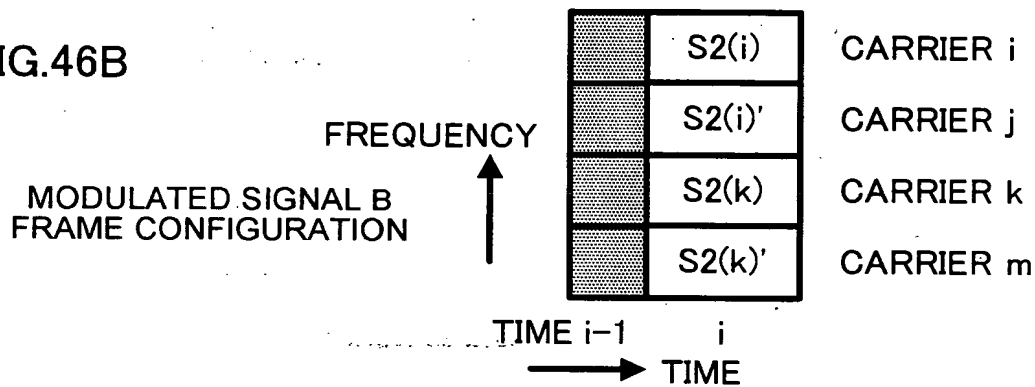 IG.46B
FREQUENCY
MODULATED SIGNAL B
FRAME CONFIGURATION
S2(i) CARRIER i
S2(i)' CARRIER j
S2(k) CARRIER k
S2(k)' CARRIER m
TIME i-1 i
TIME